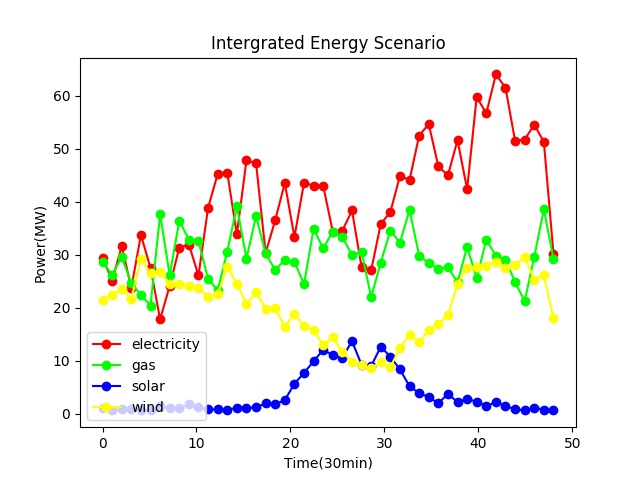 Intergrated Energy Scenario
Power(MW)
60
50
40
30
20
10
0
electricity
gas
solar
wind
0 10 20 30 40 50
Time(30min)